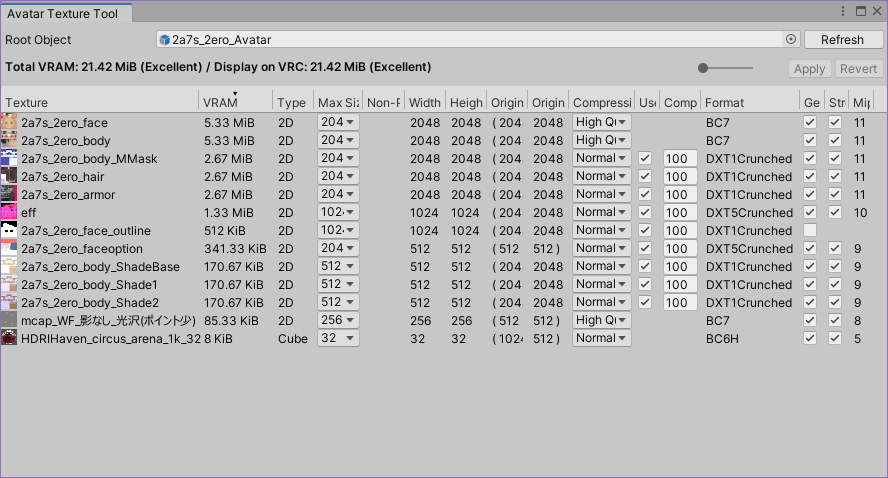 Avatar Texture Tool
Root Object 2a7s_2ero_Avatar Refresh
Total VRAM: 21.42 MiB (Excellent) / Display on VRC: 21.42 MiB (Excellent) Apply Revert
Texture VRAM Type Max Siz Non-P Width Heigh Origin Origin Compressi Use Comp Format Ge Stre Mip
2a7s_2ero_face 5.33 MiB 2D 204 2048 2048 ( 204 2048 High Qu BC7 11
2a7s_2ero_body 5.33 MiB 2D 204 2048 2048 ( 204 2048 High Qu BC7 11
2a7s_2ero_body_MMask 2.67 MiB 2D 204 2048 2048 ( 204 2048 Normal 100 DXT1Crunched 11
2a7s_2ero_hair 2.67 MiB 2D 204 2048 2048 ( 204 2048 Normal 100 DXT1Crunched 11
2a7s_2ero_armor 2.67 MiB 2D 204 2048 2048 ( 204 2048 Normal 100 DXT1Crunched 11
eff 1.33 MiB 2D 102 1024 1024 ( 204 2048 Normal 100 DXT5Crunched 10
2a7s_2ero_face_outline 512 KiB 2D 102 1024 1024 ( 204 2048 Normal 100 DXT1Crunched
2a7s_2ero_faceoption 341.33 KiB 2D 204 512 512 ( 512 512 ) Normal 100 DXT5Crunched 9
2a7s_2ero_body_ShadeBase 170.67 KiB 2D 512 512 512 ( 204 2048 Normal 100 DXT1Crunched 9
2a7s_2ero_body_Shade1 170.67 KiB 2D 512 512 512 ( 204 2048 Normal 100 DXT1Crunched 9
2a7s_2ero_body_Shade2 170.67 KiB 2D 512 512 512 ( 204 2048 Normal 100 DXT1Crunched 9
mcap_WF_影なし_光沢(ポイント少) 85.33 KiB 2D 256 256 256 ( 512 512 ) High Qu BC7 8
HDRIHaven_circus_arena_1k_32 8 KiB Cube 32 32 32 ( 1024 512 ) Normal BC6H 5